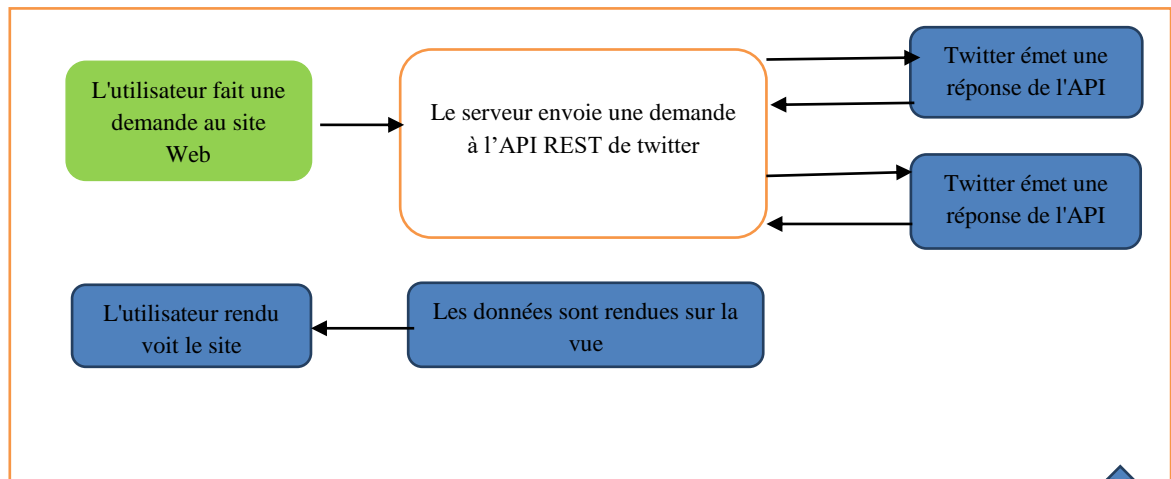 L'utilisateur fait une
demande au site
Web
Le serveur envoie une demande
à l’API REST de twitter
Twitter émet une
réponse de l'API
Twitter émet une
réponse de l'API
L'utilisateur rendu
voit le site
Les données sont rendues sur la
vue